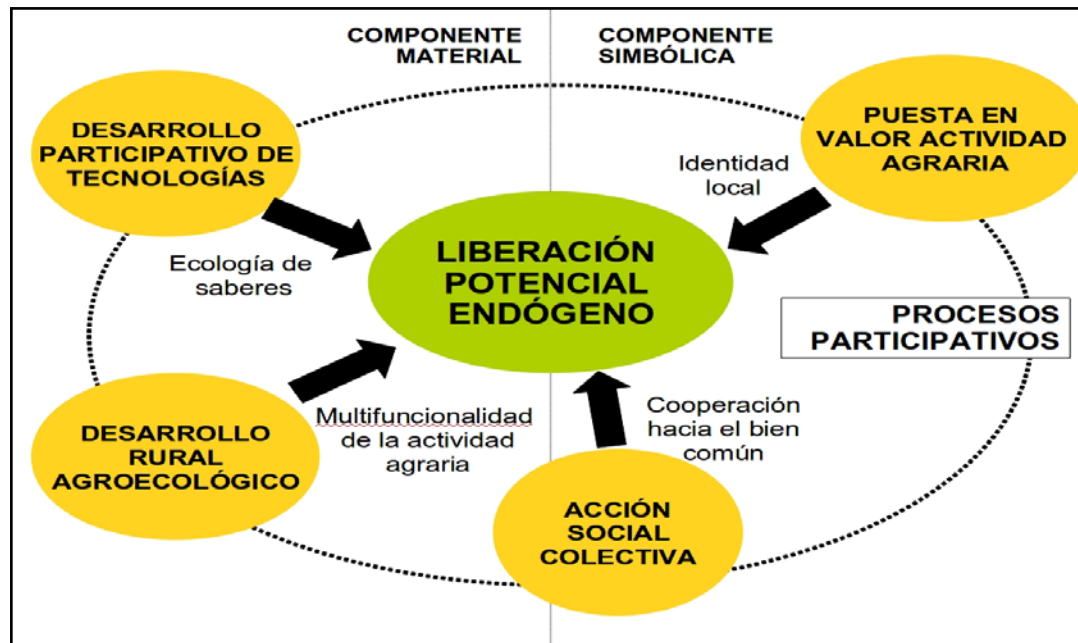 COMPONENTE
MATERIAL
COMPONENTE
SIMBÓLICA
DESARROLLO
PARTICIPATIVO DE
TECNOLOGÍAS
PUESTA EN
VALOR ACTIVIDAD
AGRARIA
Identidad
local
Ecología de
saberes
LIBERACIÓN
POTENCIAL
ENDÓGENO
PROCESOS
PARTICIPATIVOS
Multifuncionalidad
de la actividad
agraria
Cooperación
hacia el bien
común
DESARROLLO
RURAL
AGROECOLÓGICO
ACCIÓN
SOCIAL
COLECTIVA